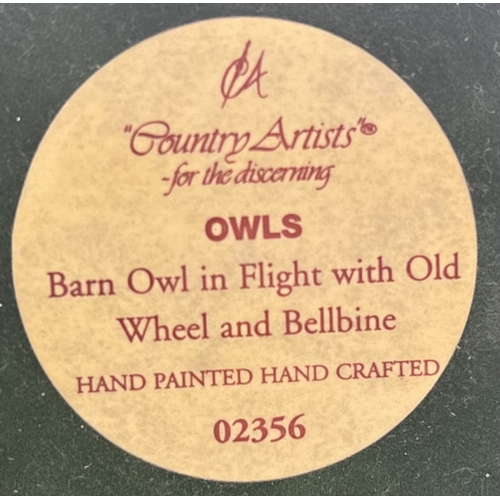 CA
"Country Artists"®
-for the discerning
OWLS
Barn Owl in Flight with Old
Wheel and Bellbine
HAND PAINTED HAND CRAFTED
02356